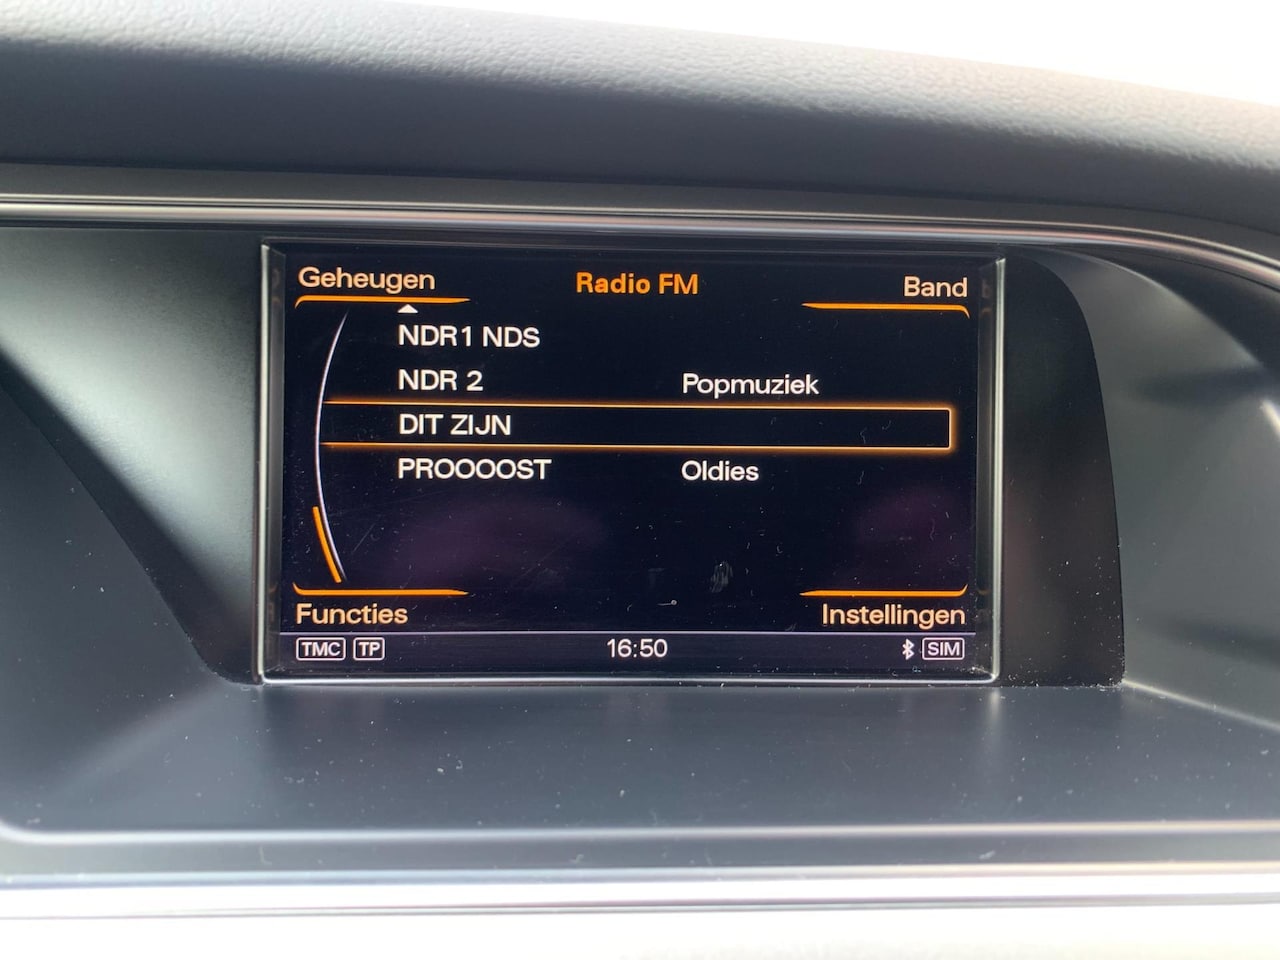 Geheugen Radio FM Band
NDR1 NDS
NDR 2 Popmuziek
DIT ZIJN
PROOOOST Oldies
Functies Instellingen
TMC TP 16:50 SIM